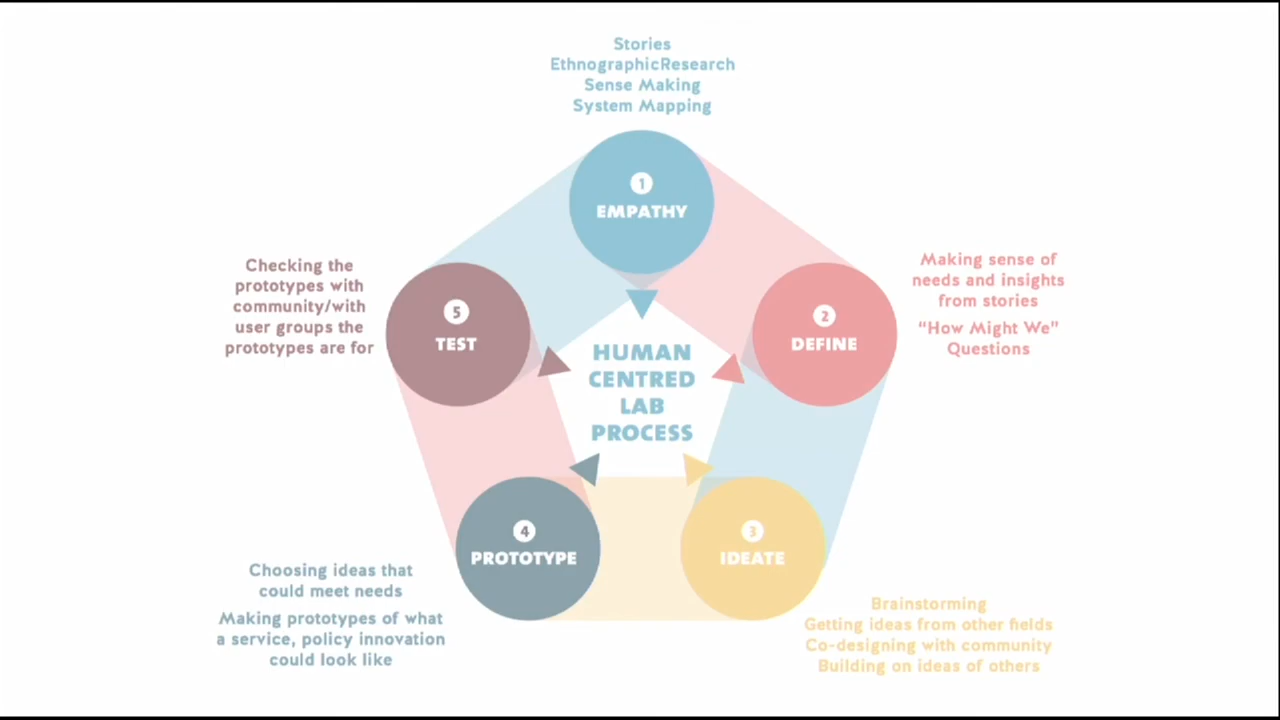 Stories
EthnographicResearch
Sense Making
System Mapping
1
EMPATHY
Making sense of
needs and insights
from stories
“How Might We”
Questions
2
DEFINE
3
IDEATE
Brainstorming
Getting ideas from other fields
Co-designing with community
Building on ideas of others
4
PROTOTYPE
Choosing ideas that
could meet needs
Making prototypes of what
a service, policy innovation
could look like
5
TEST
Checking the
prototypes with
community/with
user groups the
prototypes are for
HUMAN
CENTRED
LAB
PROCESS